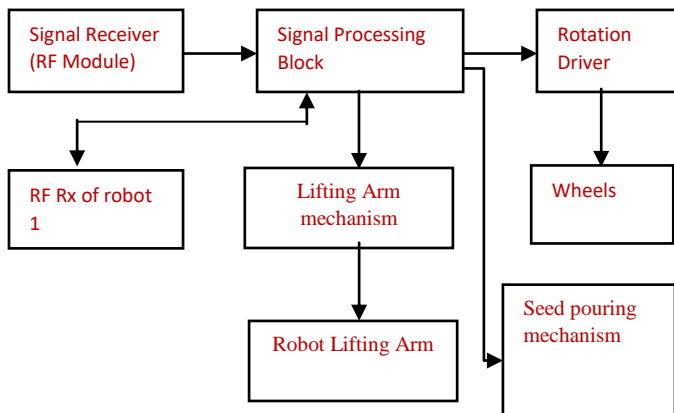 Signal Receiver
(RF Module)
Signal Processing
Block
Rotation
Driver
RF Rx of robot
1
Lifting Arm
mechanism
Wheels
Robot Lifting Arm
Seed pouring
mechanism